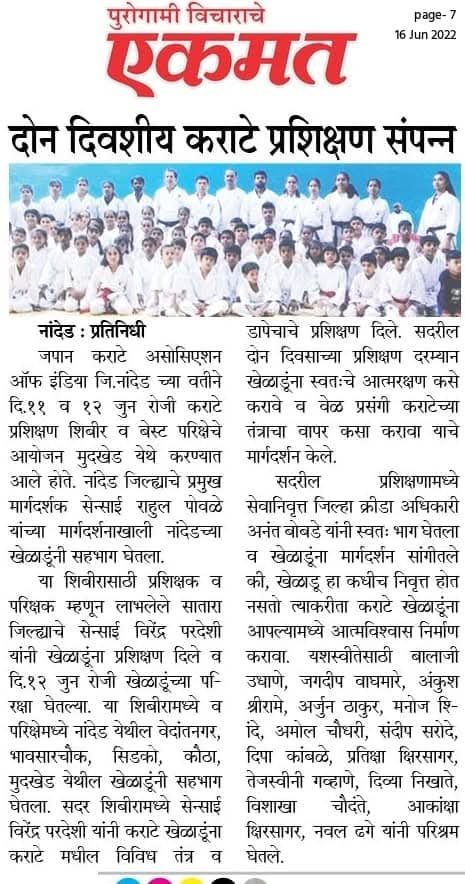 पुरोगामी विचाराचे
एकमत
page- 7
16 Jun 2022
दोन दिवशीय कराटे प्रशिक्षण संपन्न
नांदेड : प्रतिनिधी
जपान कराटे असोसिएशन
ऑफ इंडिया जि.नांदेड च्या वतीने
दि.११ व १२ जुन रोजी कराटे
प्रशिक्षण शिबीर व बेस्ट परिक्षेचे
आयोजन मुदखेड येथे करण्यात
आले होते. नांदेड जिल्ह्याचे प्रमुख
मार्गदर्शक सेन्साई राहुल पोवळे
यांच्या मार्गदर्शनाखाली नांदेडच्या
खेळाडूंनी सहभाग घेतला.
या शिबीरासाठी प्रशिक्षक व
परिक्षक म्हणून लाभलेले सातारा
जिल्ह्याचे सेन्साई विरेंद्र परदेशी
यांनी खेळाडूंना प्रशिक्षण दिले व
दि.१२ जुन रोजी खेळाडूंच्या परि-
रक्षा घेतल्या. या शिबीरामध्ये व
परिक्षेमध्ये नांदेड येथील वेदांतनगर,
भावसारचौक, सिडको, कौठा,
मुदखेड येथील खेळाडूंनी सहभाग
घेतला. सदर शिबीरामध्ये सेन्साई
विरेंद्र परदेशी यांनी कराटे खेळाडूंना
कराटे मधील विविध तंत्र व
डापेचाचे प्रशिक्षण दिले. सदरील
दोन दिवसाच्या प्रशिक्षण दरम्यान
खेळाडूंना स्वतःचे आत्मरक्षण कसे
करावे व वेळ प्रसंगी कराटेच्या
तंत्राचा वापर कसा करावा याचे
मार्गदर्शन केले.
सदरील प्रशिक्षणामध्ये
सेवानिवृत्त जिल्हा क्रीडा अधिकारी
अनंत बोबडे यांनी स्वतः भाग घेतला
व खेळाडूंना मार्गदर्शन सांगीतले
की, खेळाडू हा कधीच निवृत्त होत
नसतो त्याकरीता कराटे खेळाडूंना
आपल्यामध्ये आत्मविश्वास निर्माण
करावा. यशस्वीतेसाठी बालाजी
उधाणे, जगदीप वाघमारे, अंकुश
श्रीरामे, अर्जुन ठाकुर, मनोज शिं-
दे, अमोल चौधरी, संदीप सरोदे,
दिपा कांबळे, प्रतिक्षा क्षिरसागर,
तेजस्वीनी गव्हाणे, दिव्या निखाते,
विशाखा चौदंते, आकांक्षा
क्षिरसागर, नवल ढगे यांनी परिश्रम
घेतले.